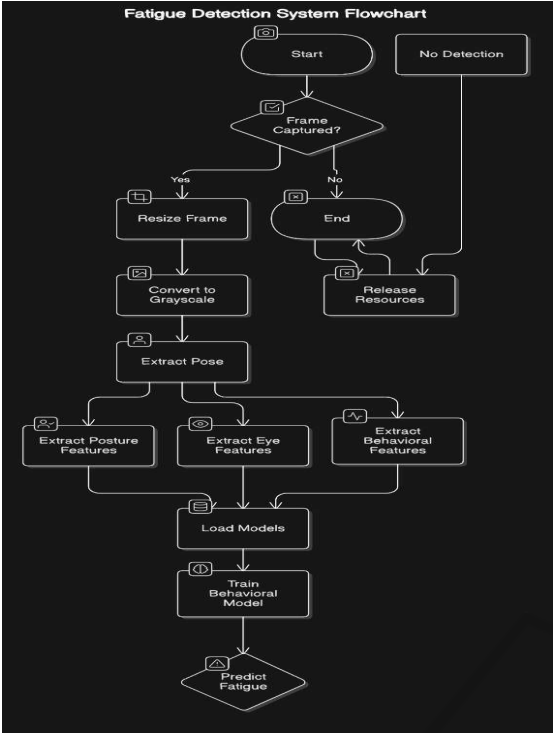 Fatigue Detection System Flowchart
Start
No Detection
Frame
Captured?
Yes
No
Resize Frame
End
Convert to
Grayscale
Release
Resources
Extract Pose
Extract Posture
Features
Extract Eye
Features
Extract
Behavioral
Features
Load Models
Train
Behavioral
Model
Predict
Fatigue